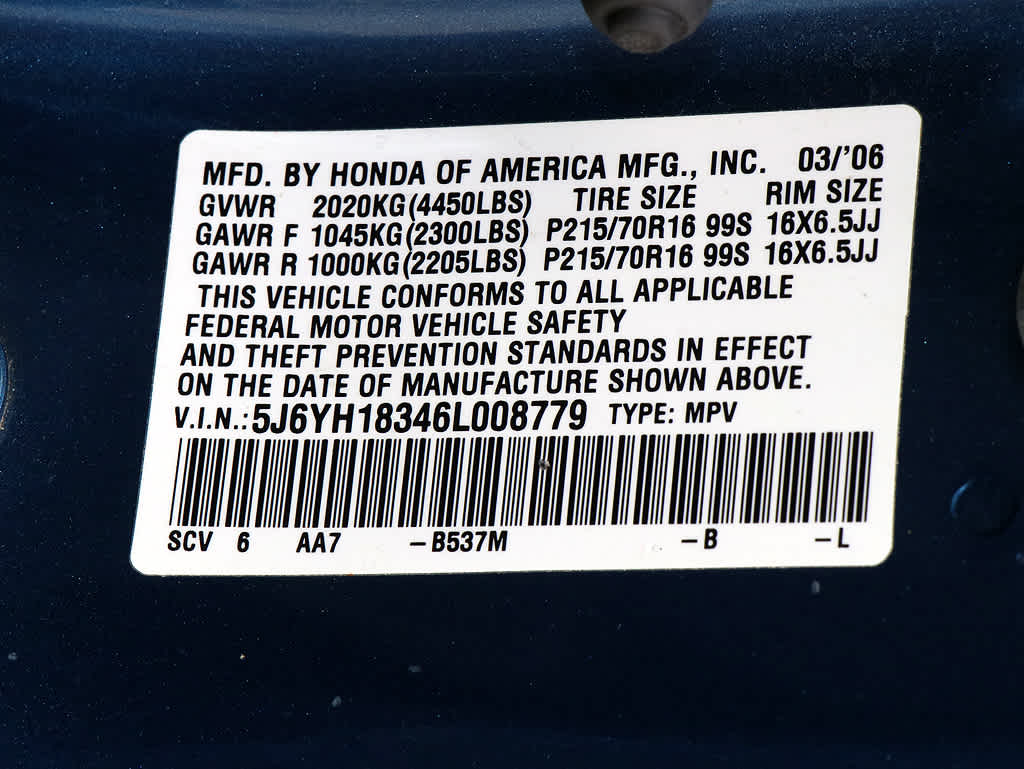 MFD. BY HONDA OF AMERICA MFG., INC. 03/'06
GVWR 2020KG(4450LBS) TIRE SIZE RIM SIZE
GAWR F 1045KG(2300LBS) P215/70R16 99S 16X6.5JJ
GAWR R 1000KG(2205LBS) P215/70R16 99S 16X6.5JJ
THIS VEHICLE CONFORMS TO ALL APPLICABLE
FEDERAL MOTOR VEHICLE SAFETY
AND THEFT PREVENTION STANDARDS IN EFFECT
ON THE DATE OF MANUFACTURE SHOWN ABOVE.
V.I.N.: 5J6YH18346L008779 TYPE: MPV
SCV 6 AA7 -B537M -B -L